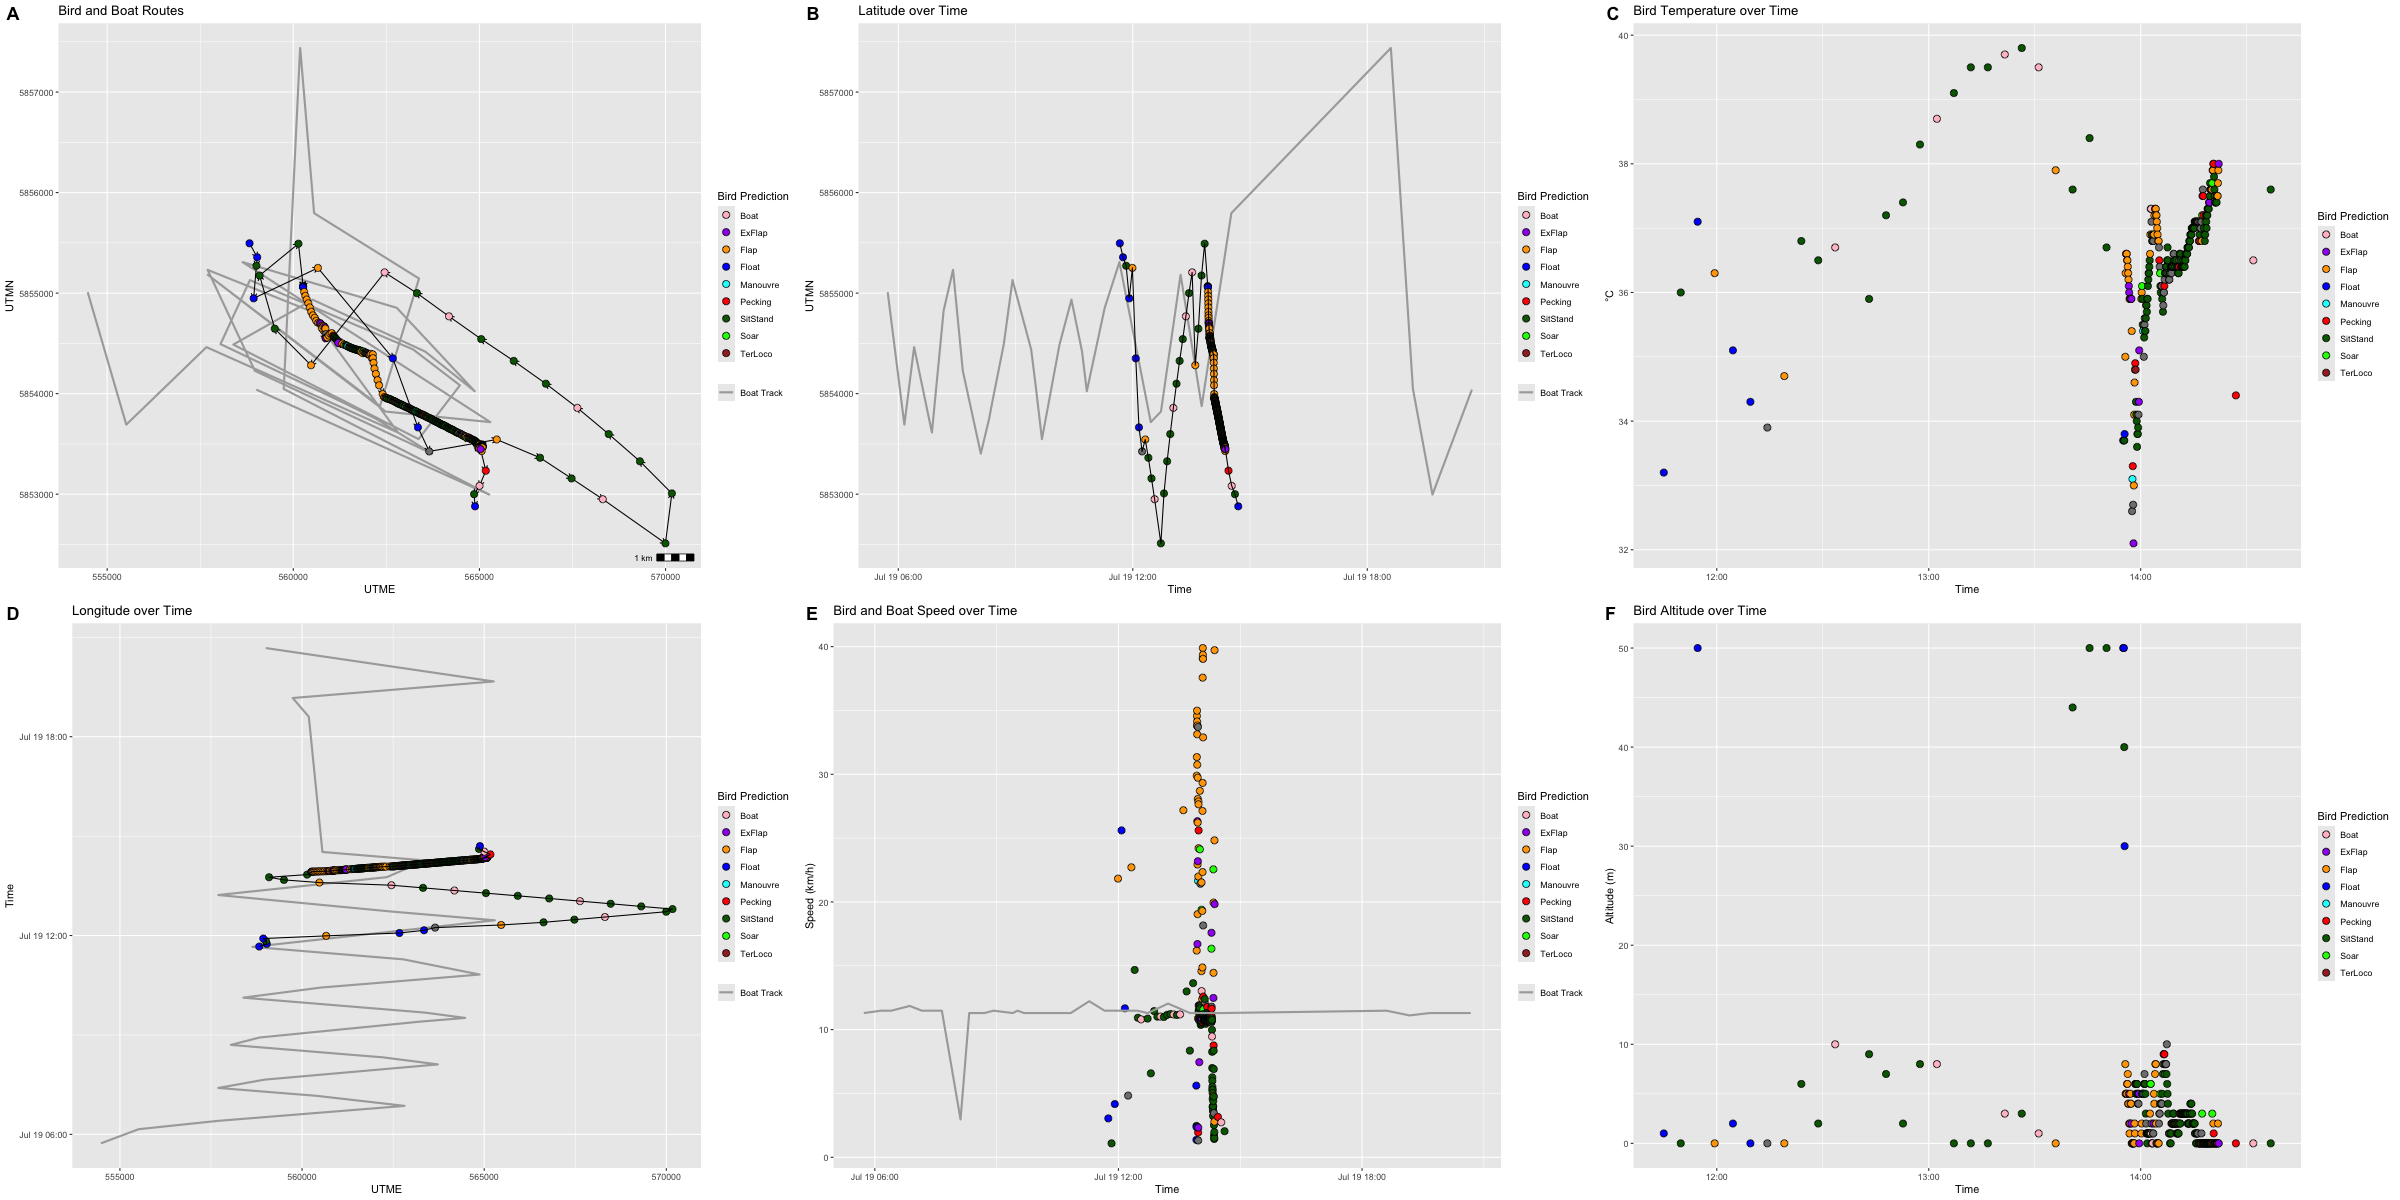 A
Bird and Boat Routes
UTMN
5857000
5856000
5855000
5854000
5853000
555000
560000
565000
570000
UTME
1 km
Bird Prediction
Boat
ExFlap
Flap
Float
Manouvre
Pecking
SitStand
Soar
TerLoco
Boat Track
B
Latitude over Time
UTMN
5857000
5856000
5855000
5854000
5853000
Jul 19 06:00
Jul 19 12:00
Jul 19 18:00
Time
Bird Prediction
Boat
ExFlap
Flap
Float
Manouvre
Pecking
SitStand
Soar
TerLoco
Boat Track
C
Bird Temperature over Time
°C
40
38
36
34
32
12:00
13:00
14:00
Time
Bird Prediction
Boat
ExFlap
Flap
Float
Manouvre
Pecking
SitStand
Soar
TerLoco
D
Longitude over Time
Time
Jul 19 18:00
Jul 19 12:00
Jul 19 06:00
555000
560000
565000
570000
UTME
Bird Prediction
Boat
ExFlap
Flap
Float
Manouvre
Pecking
SitStand
Soar
TerLoco
Boat Track
E
Bird and Boat Speed over Time
Speed (km/h)
40
30
20
10
0
Jul 19 06:00
Jul 19 12:00
Jul 19 18:00
Time
Bird Prediction
Boat
ExFlap
Flap
Float
Manouvre
Pecking
SitStand
Soar
TerLoco
Boat Track
F
Bird Altitude over Time
Altitude (m)
50
40
30
20
10
0
12:00
13:00
14:00
Time
Bird Prediction
Boat
ExFlap
Flap
Float
Manouvre
Pecking
SitStand
Soar
TerLoco